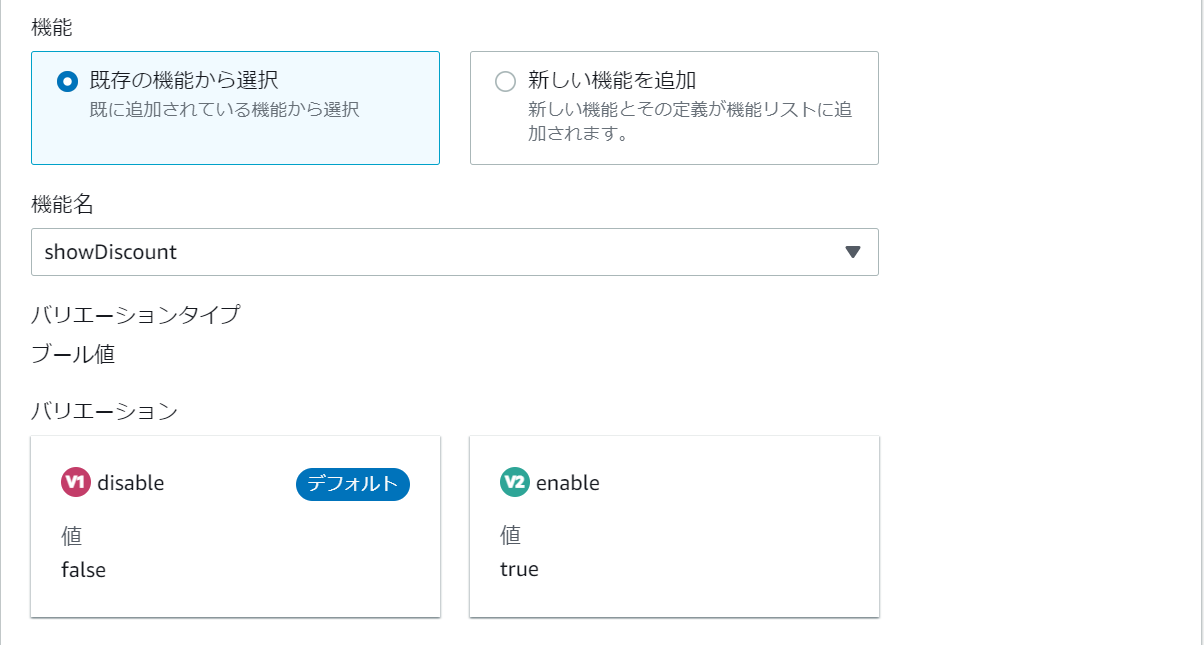 機能
既存の機能から選択
既に追加されている機能から選択
新しい機能を追加
新しい機能とその定義が機能リストに追
加されます。
機能名
showDiscount
バリエーションタイプ
ブール値
バリエーション
V1 disable デフォルト
値
false
V2 enable
値
true